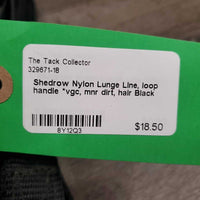 The Tack Collector
329671-18
Shedrow Nylon Lunge Line, loop
handle *vgc, mnr dirt, hair Black
8Y12Q3
$18.50